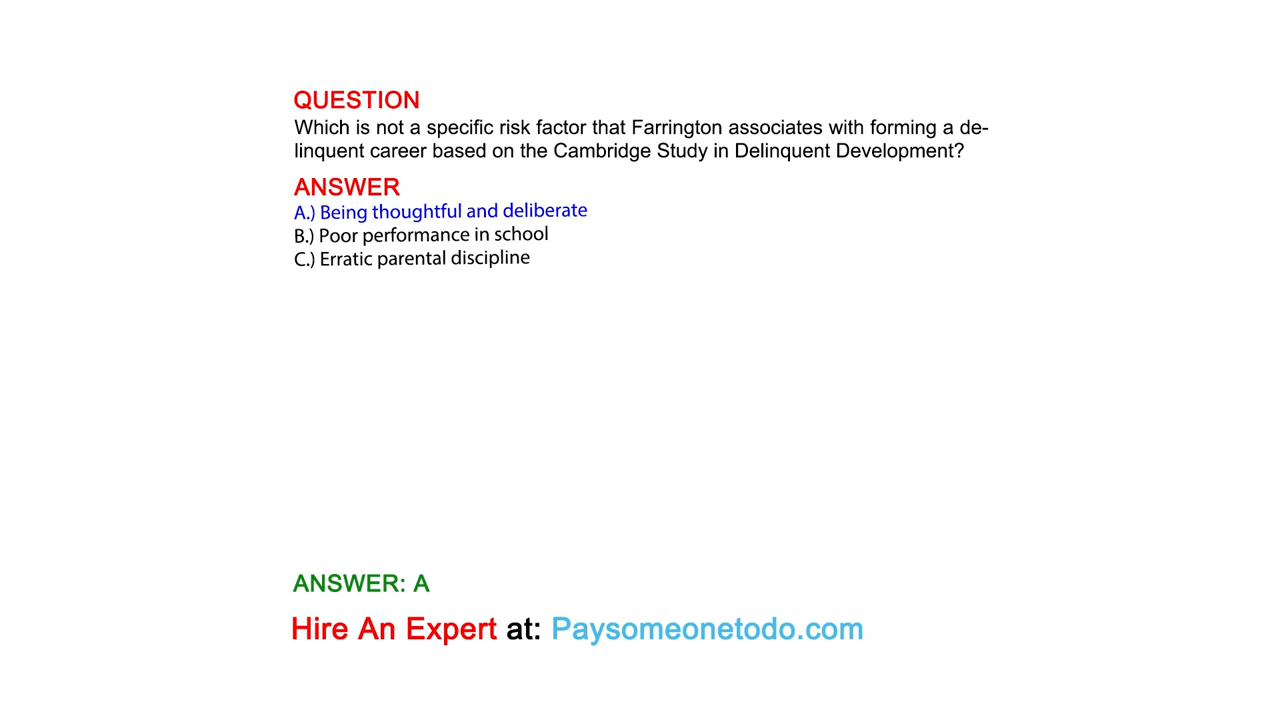 QUESTION
Which is not a specific risk factor that Farrington associates with forming a de-
linquent career based on the Cambridge Study in Delinquent Development?
ANSWER
A.) Being thoughtful and deliberate
B.) Poor performance in school
C.) Erratic parental discipline
ANSWER: A
Hire An Expert at: Paysomeonetodo.com